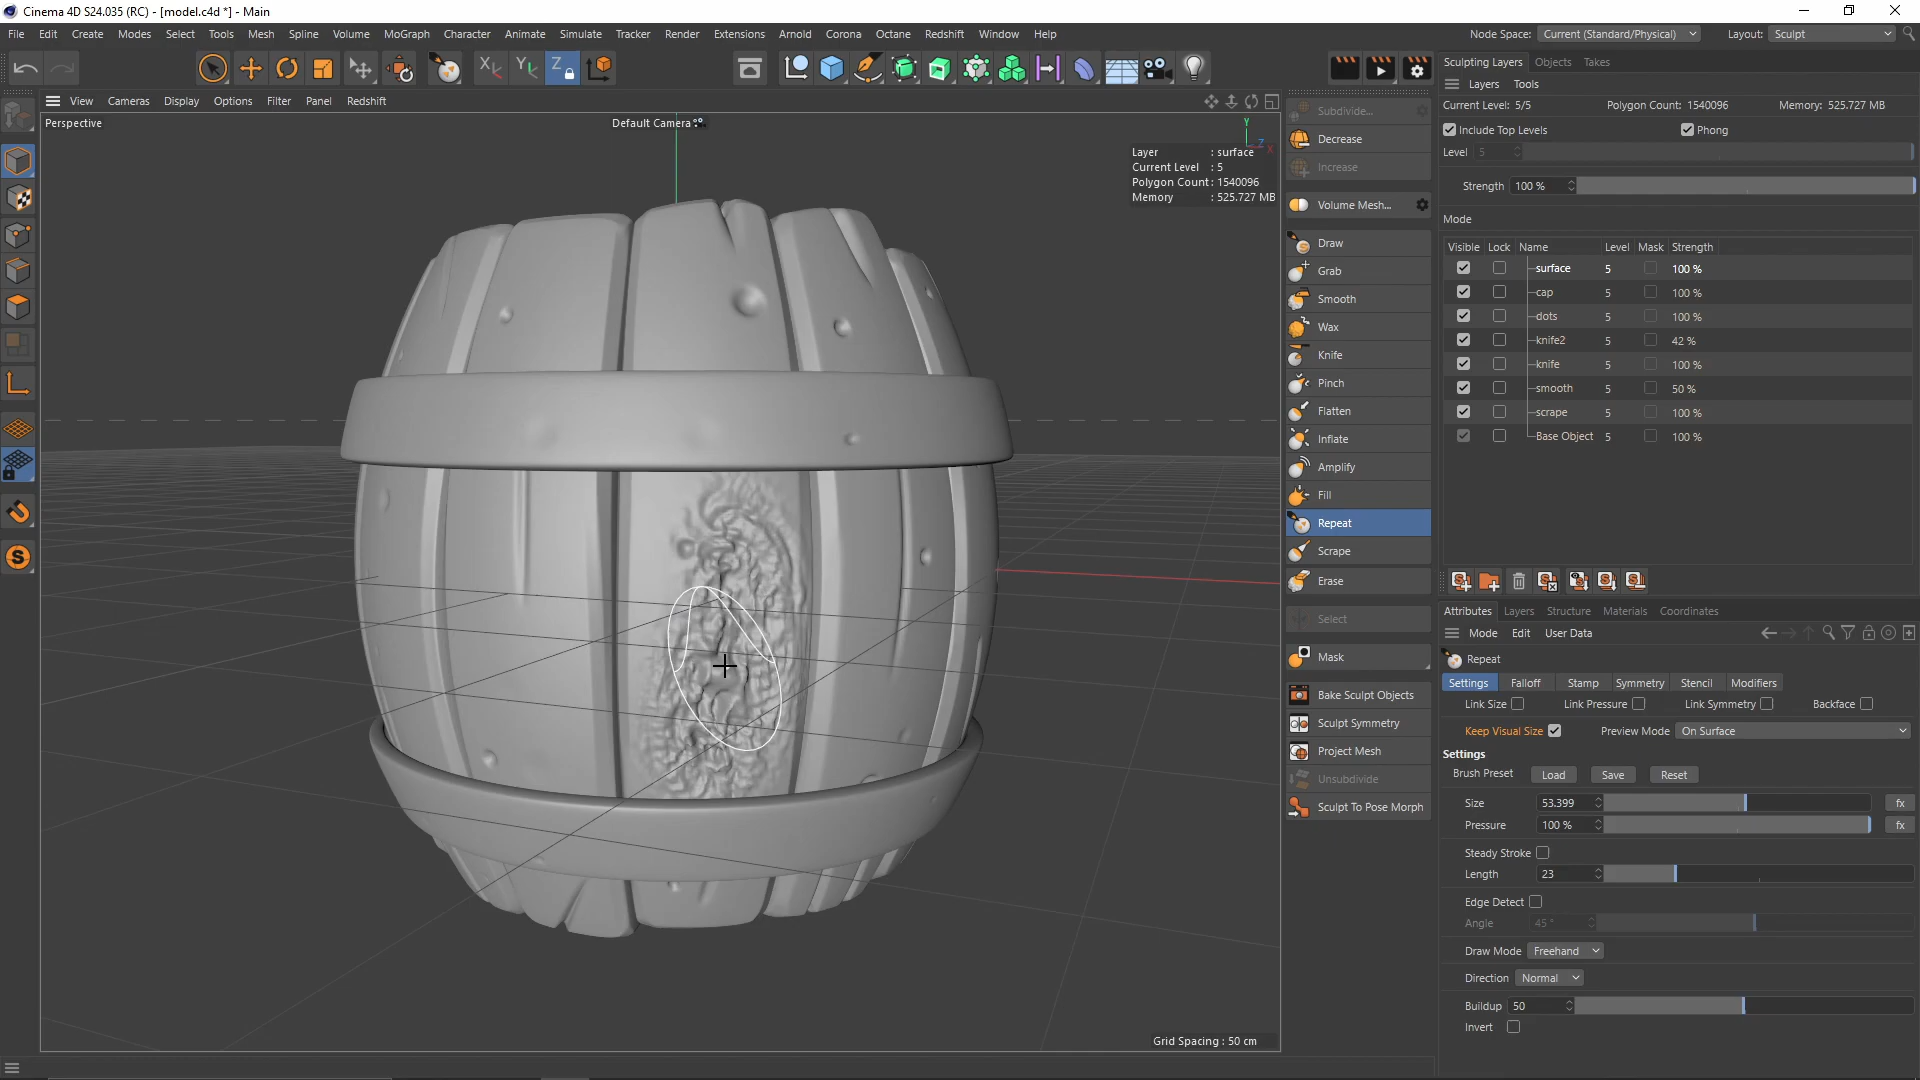 Cinema 4D S24.035 (RC) - [model.c4d *] - Main
File Edit Create Modes Select Tools Mesh Spline Volume MoGraph Character Animate Simulate Tracker Render Extensions Arnold Corona Octane Redshift Window Help
Node Space: Current (Standard/Physical) Layout: Sculpt
Sculpting Layers Objects Takes
Layers Tools
View Cameras Display Options Filter Panel Redshift
Perspective
Default Camera
Layer : surface
Current Level : 5
Polygon Count: 1540096
Memory : 525.727 MB
X Y Z
Y Z X
Grid Spacing : 50 cm
Subdivide...
Decrease
Increase
Volume Mesh...
Draw
Grab
Smooth
Wax
Knife
Pinch
Flatten
Inflate
Amplify
Fill
Repeat
Scrape
Erase
Select
Mask
Bake Sculpt Objects
Sculpt Symmetry
Project Mesh
Unsubdivide
Sculpt To Pose Morph
Current Level: 5/5 Polygon Count: 1540096 Memory: 525.727 MB
Include Top Levels Phong
Level 5
Strength 100 %
Mode
Visible Lock Name Level Mask Strength
surface 5 100 %
cap 5 100 %
dots 5 100 %
knife2 5 42 %
knife 5 100 %
smooth 5 50 %
scrape 5 100 %
Base Object 5 100 %
Attributes Layers Structure Materials Coordinates
Mode Edit User Data
Repeat
Settings Falloff Stamp Symmetry Stencil Modifiers
Link Size Link Pressure Link Symmetry Backface
Keep Visual Size Preview Mode On Surface
Settings
Brush Preset Load Save Reset
Size 53.399 fx
Pressure 100 % fx
Steady Stroke
Length 23
Edge Detect
Angle 45 °
Draw Mode Freehand
Direction Normal
Buildup 50
Invert